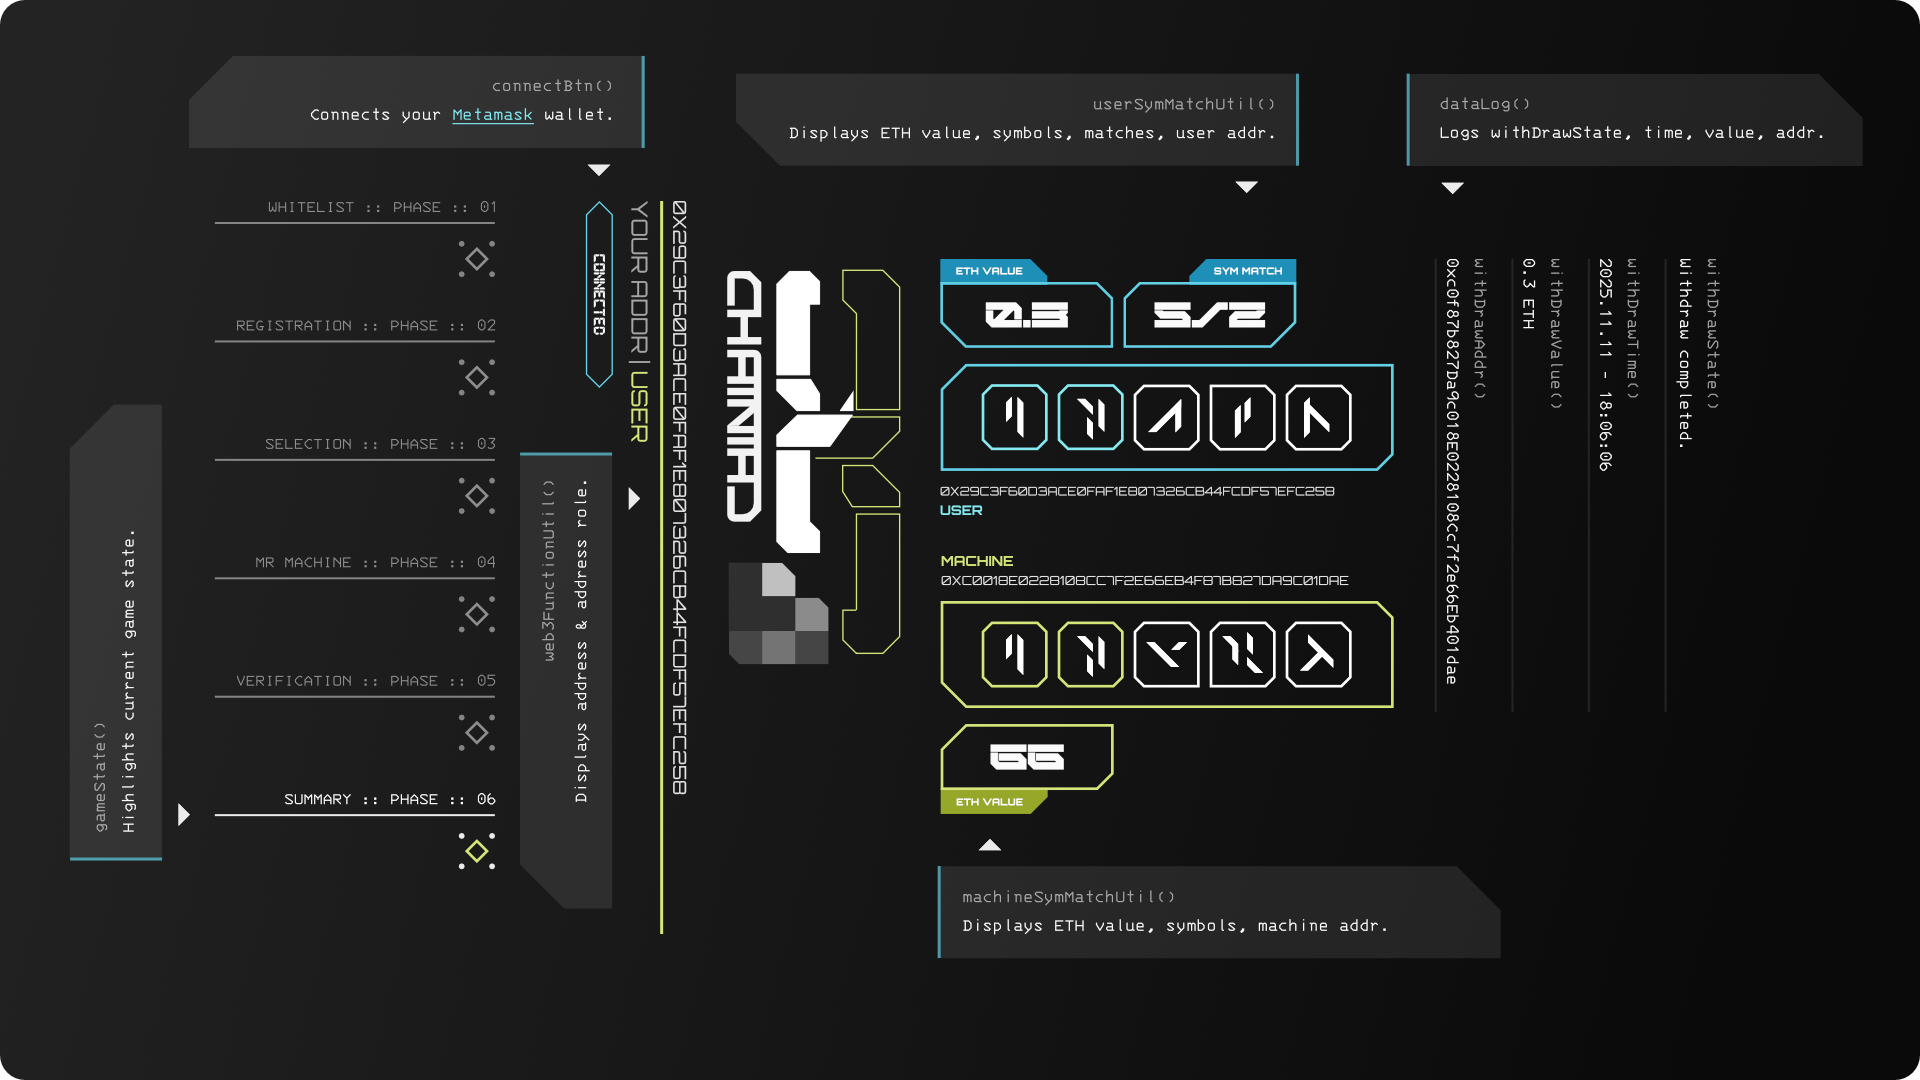 connectBtn()
Connects your Metamask wallet.
userSymMatchUtil()
Displays ETH value, symbols, matches, user addr.
dataLog()
Logs withDrawState, time, value, addr.
WHITELIST :: PHASE :: 01
REGISTRATION :: PHASE :: 02
SELECTION :: PHASE :: 03
MR MACHINE :: PHASE :: 04
VERIFICATION :: PHASE :: 05
SUMMARY :: PHASE :: 06
gameState()
Highlights current game state.
CONNECTED
web3FunctionUtil()
Displays address & address role.
YOUR ADDR | USER
0X29C3F60D3ACE0FAF1E807326CB44FCDF57EFC258
CHAINIAD
ETH VALUE
0.3
SYM MATCH
5/2
0X29C3F60D3ACE0FAF1E807326CB44FCDF57EFC258
USER
MACHINE
0XC0018E0228108CC7F2E66EB4F87B827DA9C01DAE
66
ETH VALUE
machineSymMatchUtil()
Displays ETH value, symbols, machine addr.
withDrawState()
Withdraw completed.
withDrawTime()
2025.11.11 - 18:06:06
withDrawValue()
0.3 ETH
withDrawAddr()
0xc0f87b827Da9c018E0228108Cc7f2e66Eb401dae